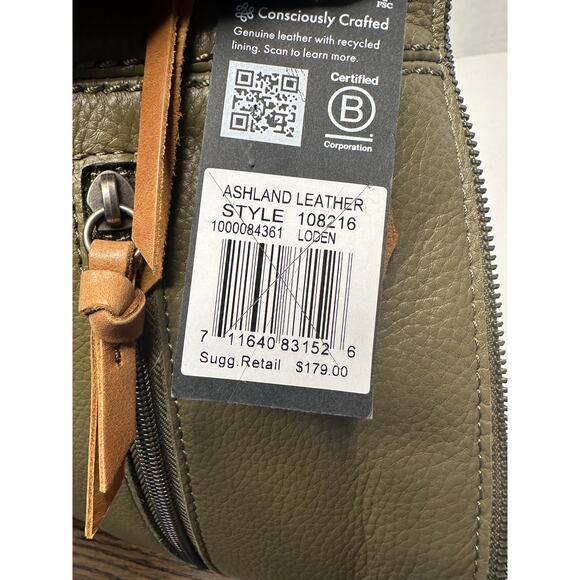 FSC
Consciously Crafted
Genuine leather with recycled
lining. Scan to learn more.
Certified
B
Corporation
ASHLAND LEATHER
STYLE 108216
1000084361 LODEN
7 11640 83152 6
Sugg.Retail $179.00